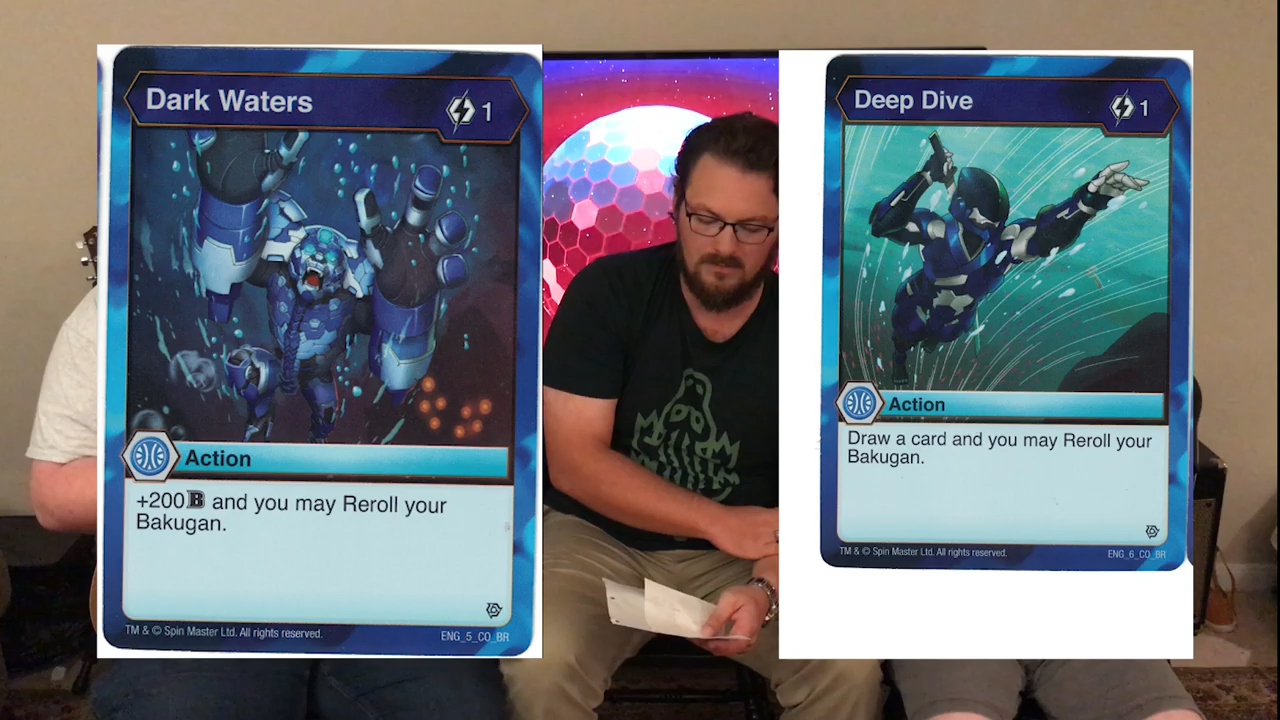 Dark Waters
1
Action
+200B and you may Reroll your
Bakugan.
TM & © Spin Master Ltd. All rights reserved.
ENG_5_CO_BR
Deep Dive
1
Action
Draw a card and you may Reroll your
Bakugan.
TM & © Spin Master Ltd. All rights reserved.
ENG_6_CO_BR